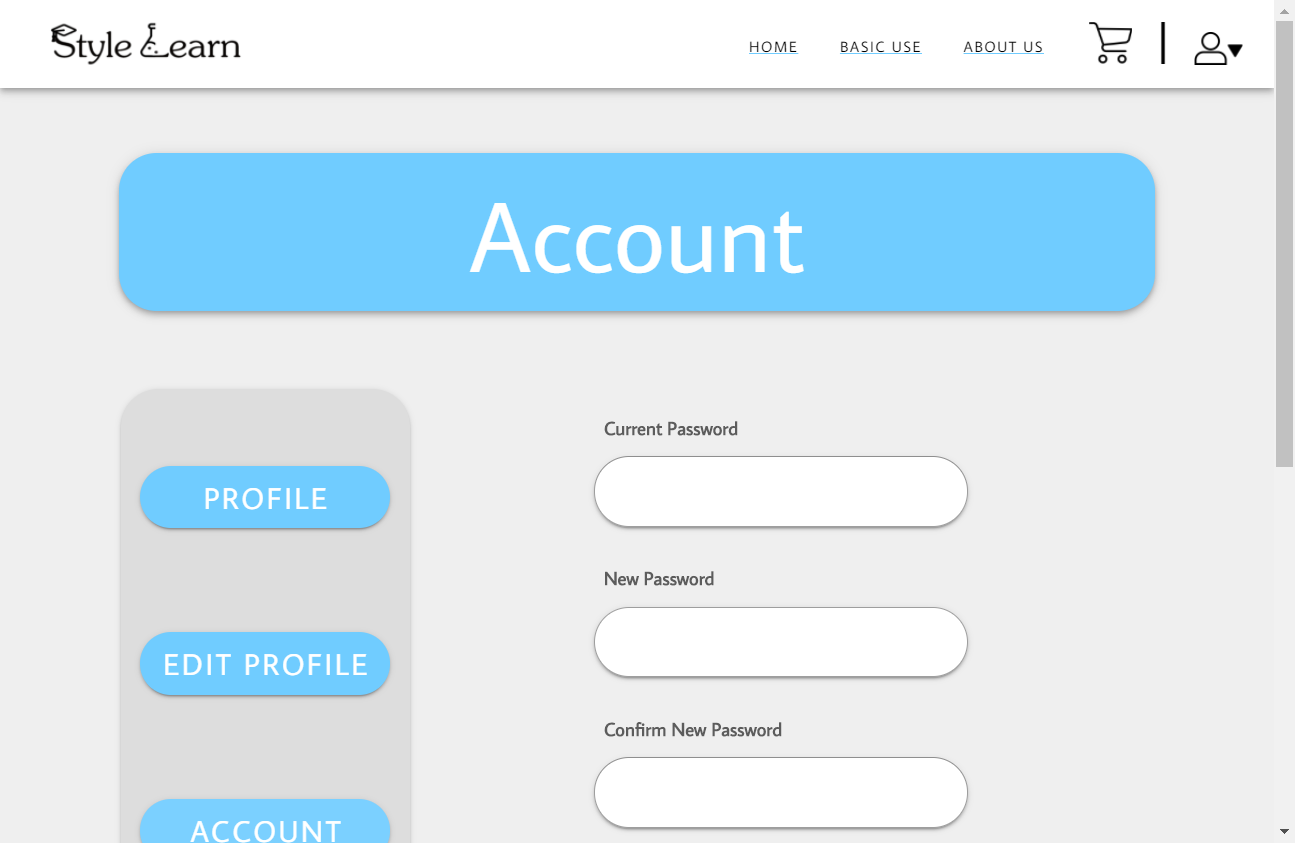 Style Learn
HOME
BASIC USE
ABOUT US
Account
PROFILE
EDIT PROFILE
ACCOUNT
Current Password
New Password
Confirm New Password